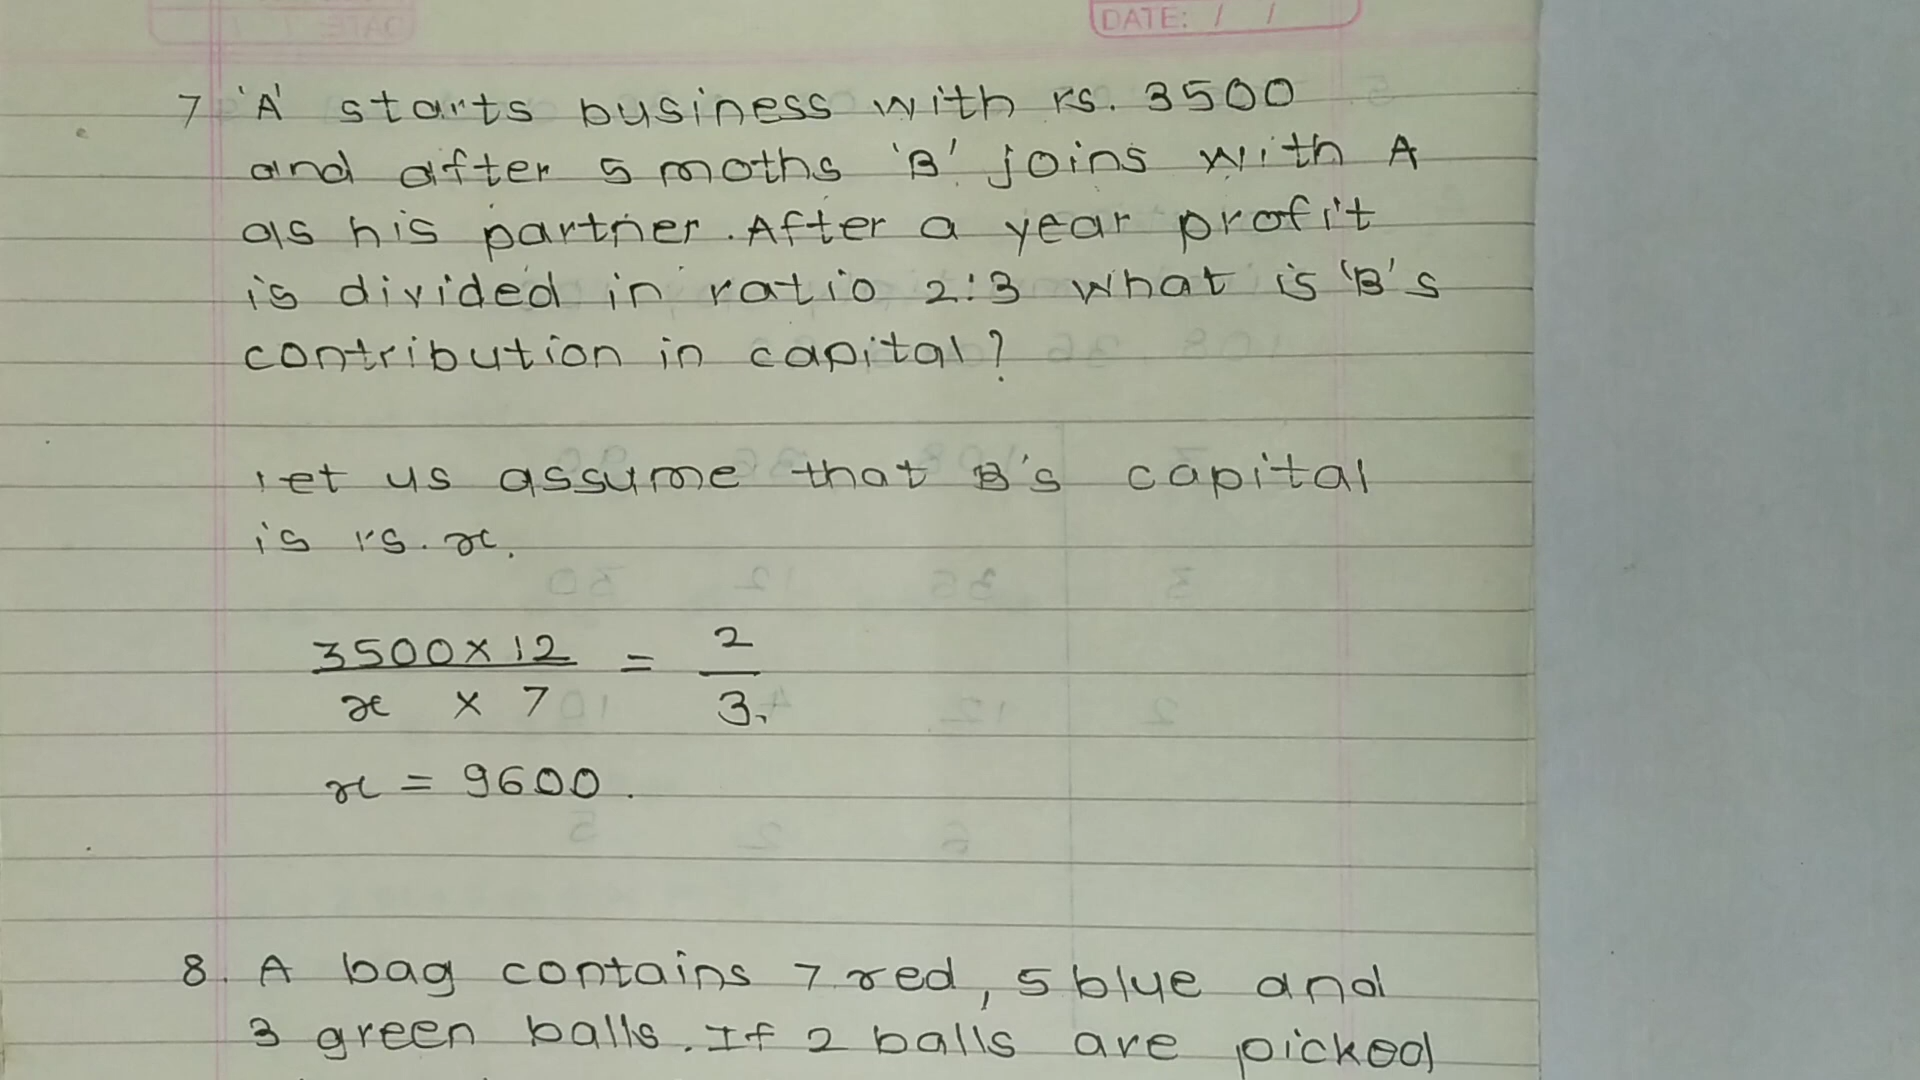 DATE: / /
7 'A' starts business with rs. 3500
and after 5 moths 'B' joins with A
as his partner. After a year profit
is divided in ratio 2:3 what is 'B's
contribution in capital?
let us assume that B's capital
is rs. x.
3500 x 12 = 2
x x 7 3.
x = 9600.
8. A bag contains 7 red, 5 blue and
3 green balls. If 2 balls are picked